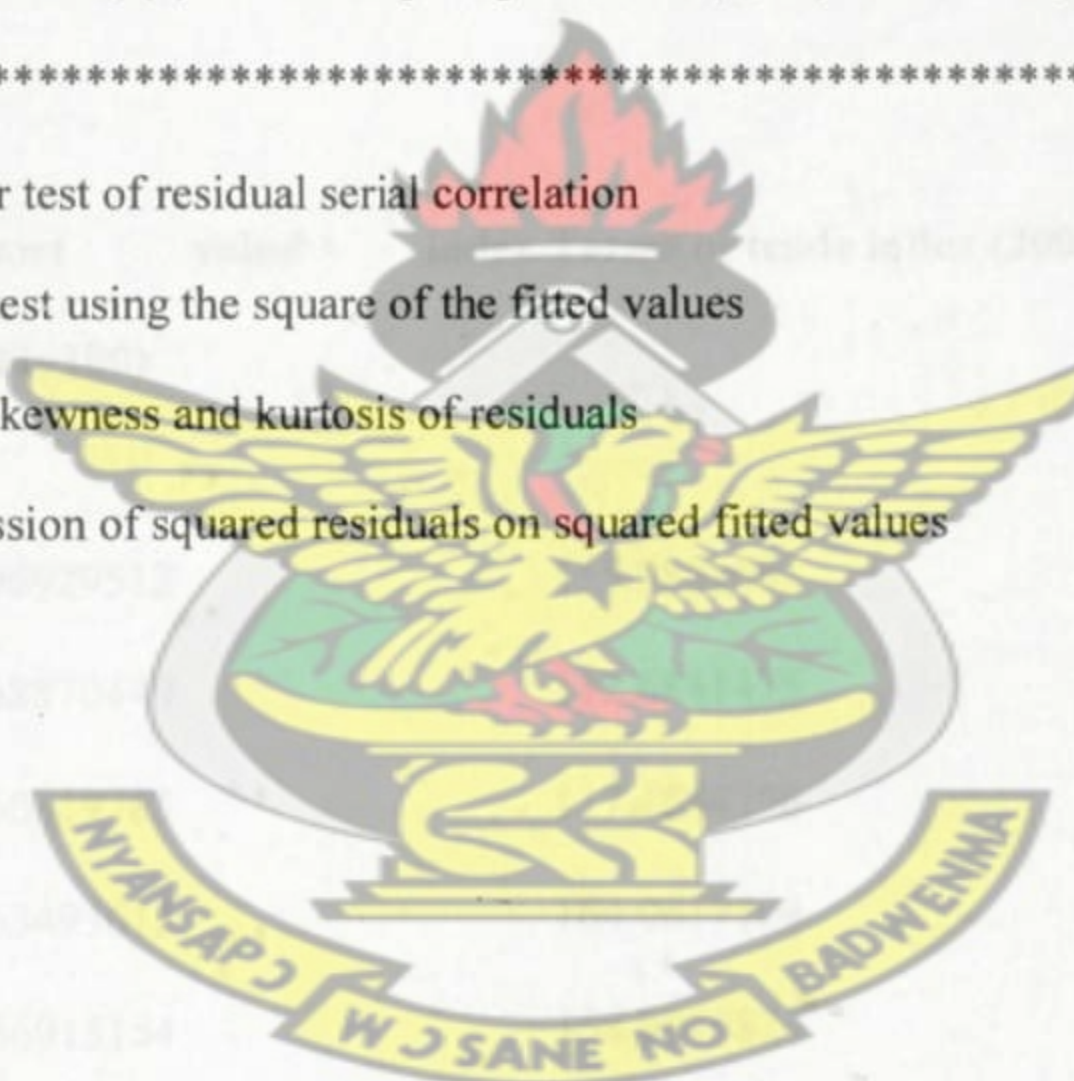 ************************************************
r test of residual serial correlation
est using the square of the fitted values
kewness and kurtosis of residuals
ssion of squared residuals on squared fitted values
NYANSAPƆ
W Ɔ SANE NO
BADWENMA